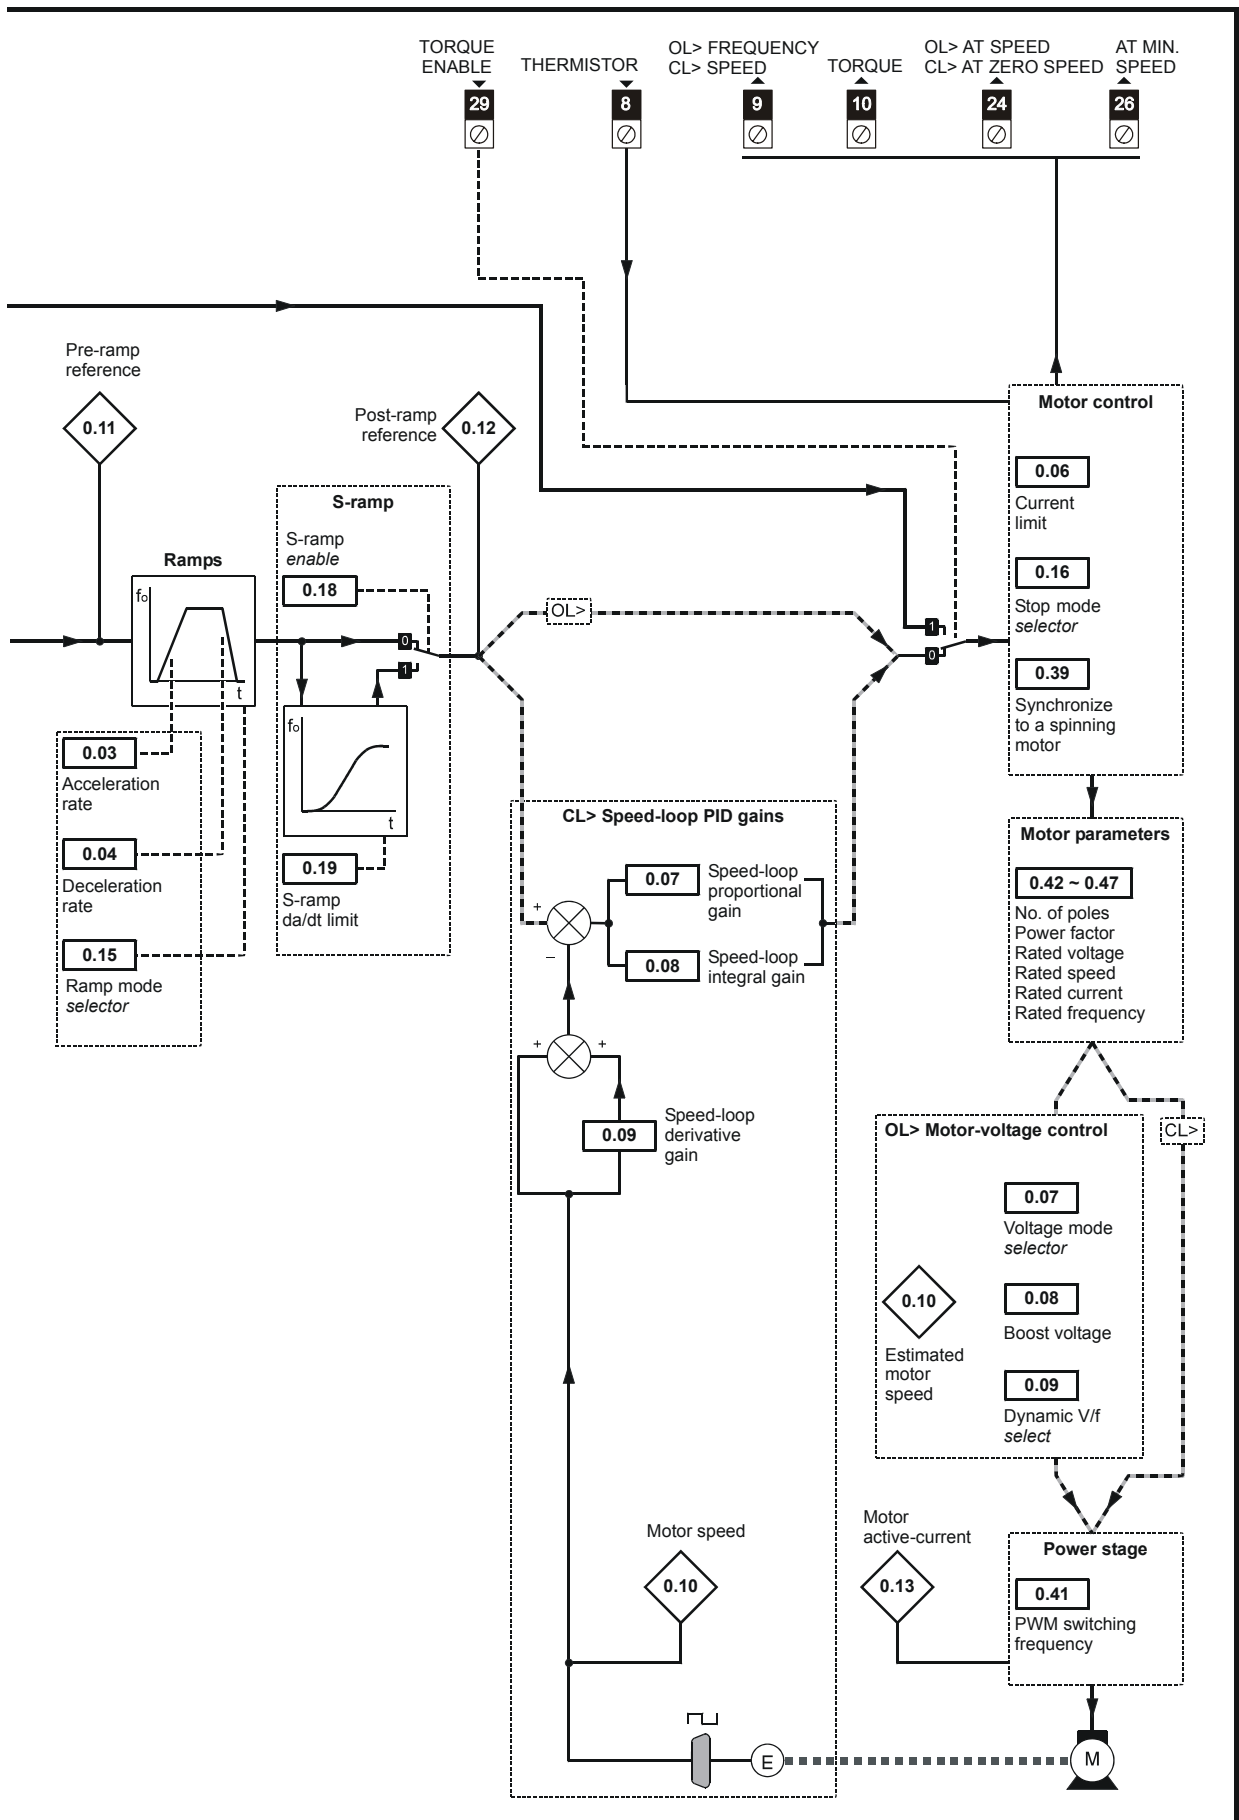 TORQUE
ENABLE
THERMISTOR
OL> FREQUENCY
CL> SPEED
TORQUE
OL> AT SPEED
CL> AT ZERO SPEED
AT MIN.
SPEED
29
8
9
10
24
26
Pre-ramp
reference
0.11
Post-ramp
reference
0.12
Motor control
0.06
Current
limit
0.16
Stop mode
selector
0.39
Synchronize
to a spinning
motor
S-ramp
S-ramp
enable
0.18
Ramps
fo
t
0
1
OL>
1
0
fo
t
0.03
Acceleration
rate
0.04
Deceleration
rate
0.15
Ramp mode
selector
0.19
S-ramp
da/dt limit
CL> Speed-loop PID gains
0.07
Speed-loop
proportional
gain
0.08
Speed-loop
integral gain
+
–
+
+
0.09
Speed-loop
derivative
gain
Motor parameters
0.42 ~ 0.47
No. of poles
Power factor
Rated voltage
Rated speed
Rated current
Rated frequency
OL> Motor-voltage control
CL>
0.07
Voltage mode
selector
0.10
Estimated
motor
speed
0.08
Boost voltage
0.09
Dynamic V/f
select
Motor speed
0.10
Motor
active-current
0.13
Power stage
0.41
PWM switching
frequency
E
M